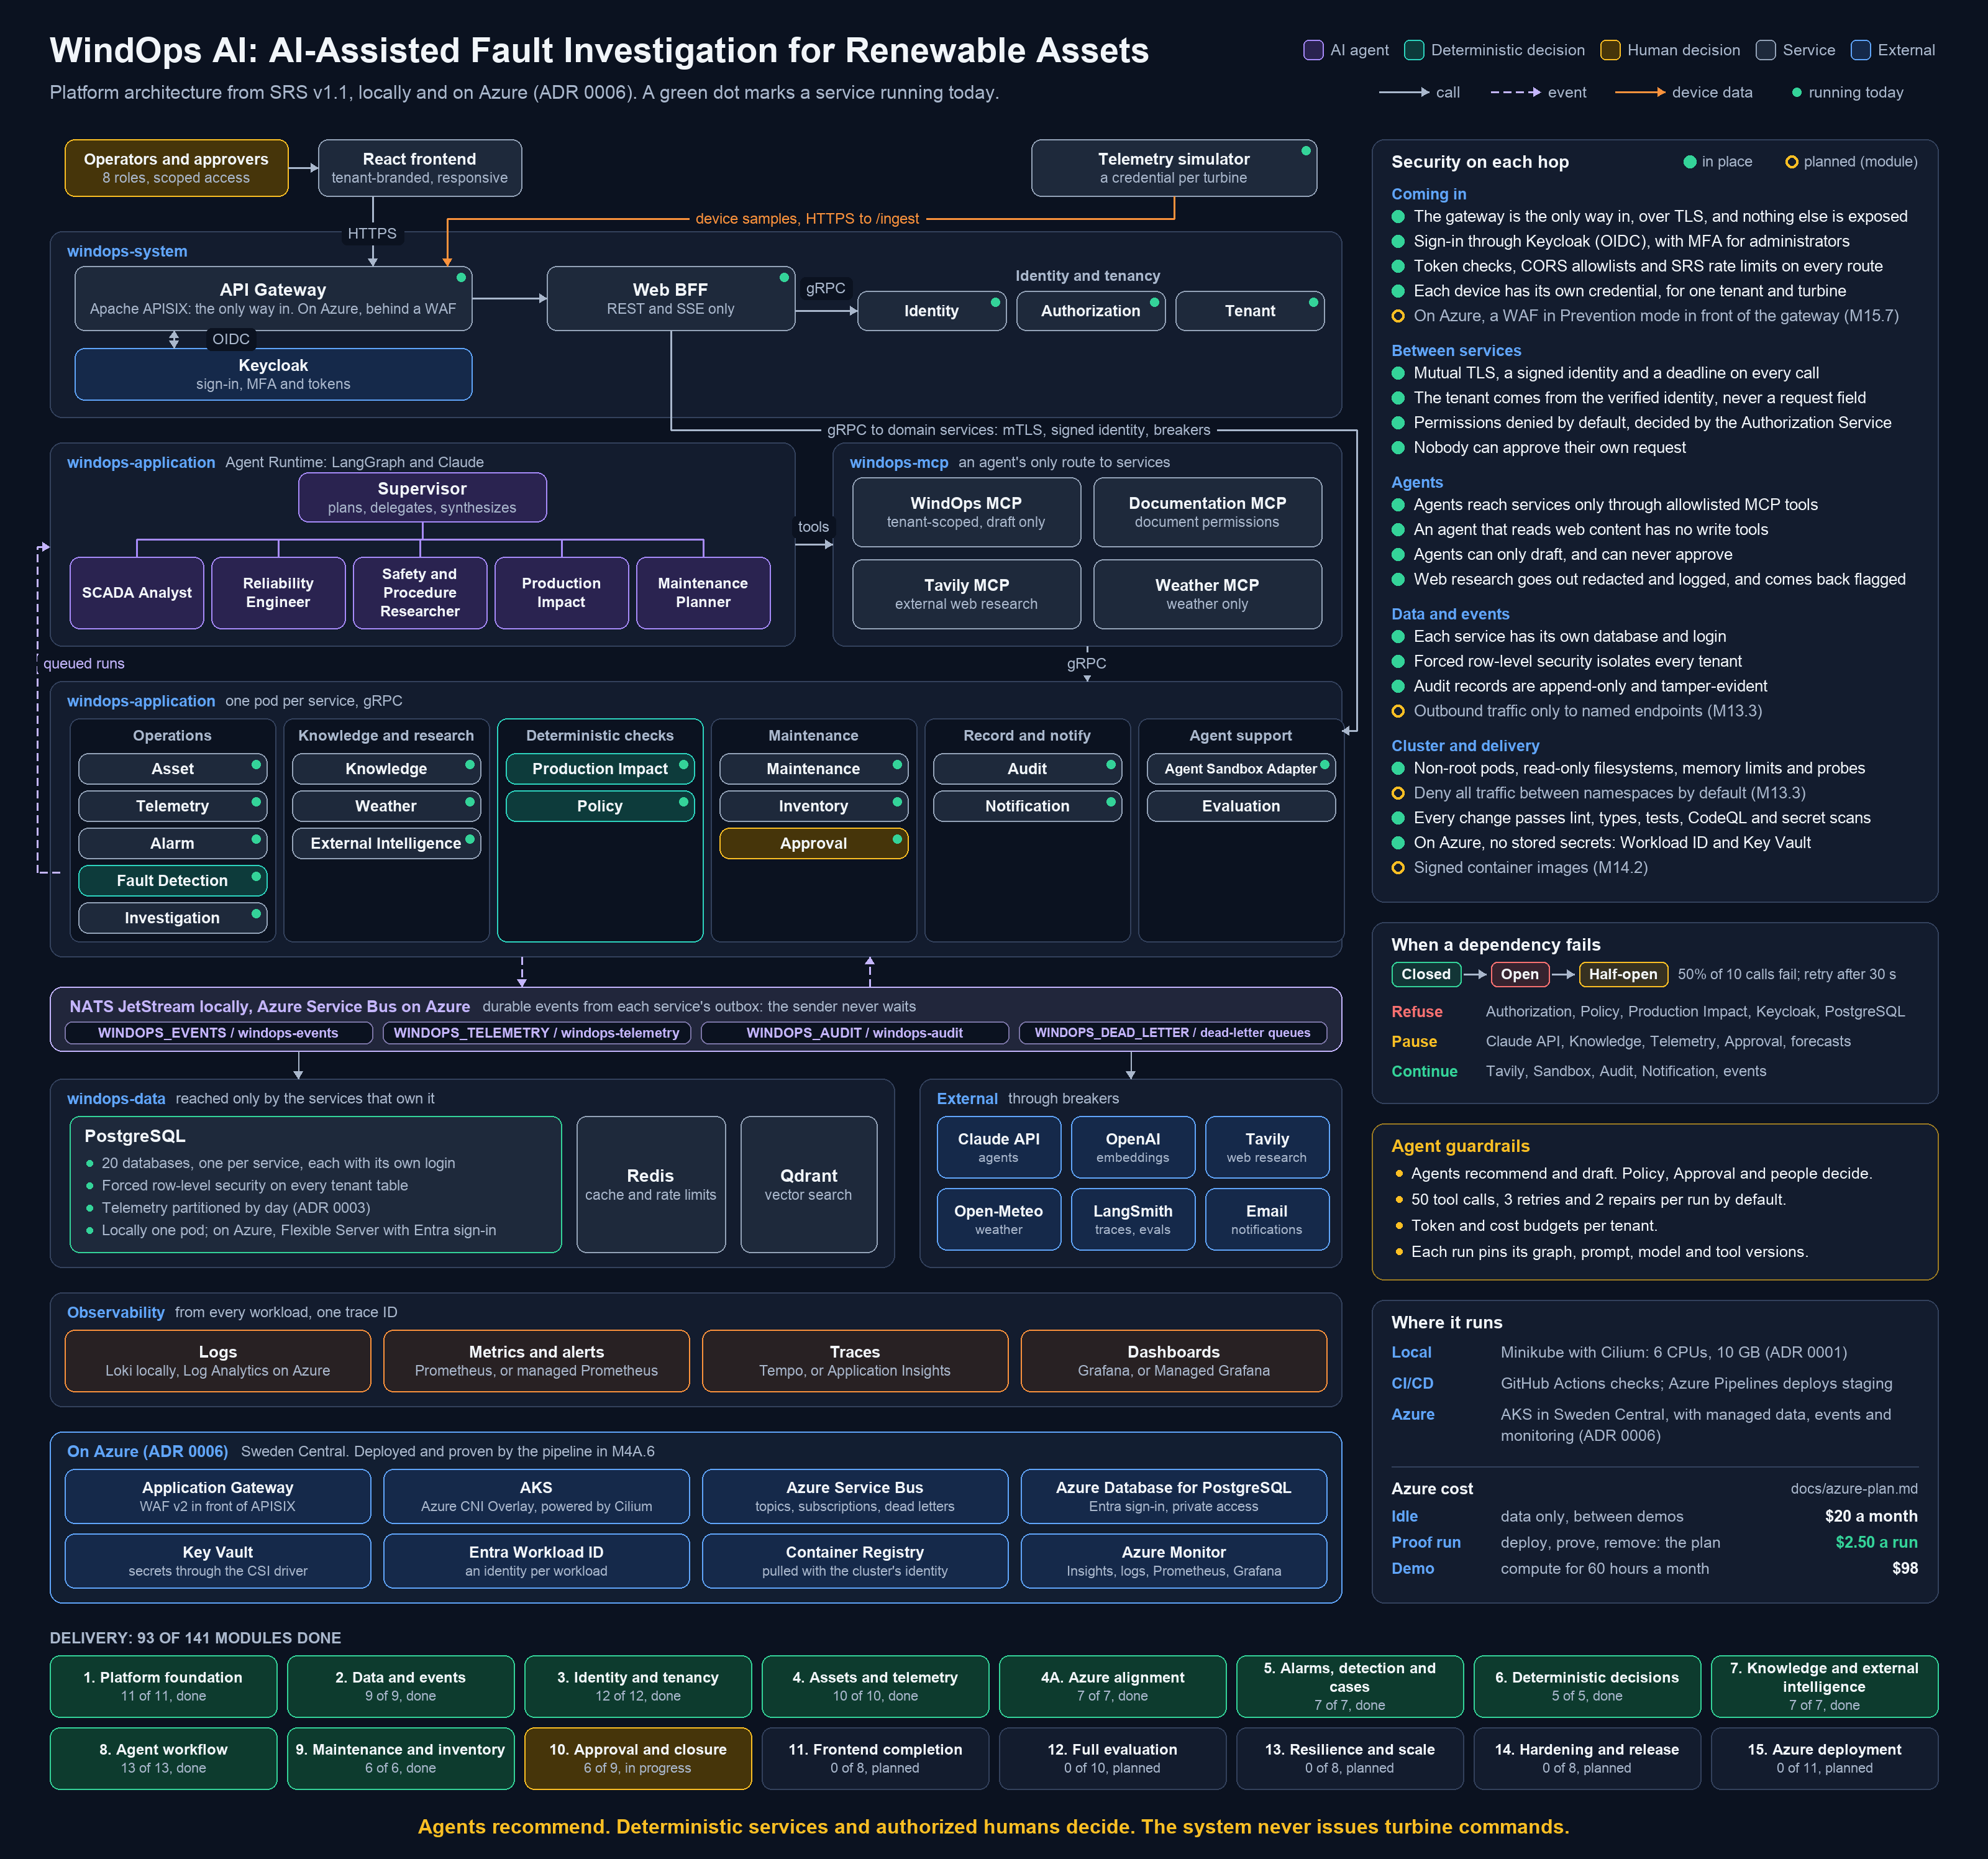 WindOps AI: AI-Assisted Fault Investigation for Renewable Assets
Platform architecture from SRS v1.1, locally and on Azure (ADR 0006). A green dot marks a service running today.
AI agent
Deterministic decision
Human decision
Service
External
call
event
device data
running today
Operators and approvers
8 roles, scoped access
React frontend
tenant-branded, responsive
Telemetry simulator
a credential per turbine
device samples, HTTPS to /ingest
HTTPS
windops-system
API Gateway
Apache APISIX: the only way in. On Azure, behind a WAF
Web BFF
REST and SSE only
gRPC
Identity and tenancy
Identity
Authorization
Tenant
OIDC
Keycloak
sign-in, MFA and tokens
gRPC to domain services: mTLS, signed identity, breakers
windops-application Agent Runtime: LangGraph and Claude
Supervisor
plans, delegates, synthesizes
SCADA Analyst
Reliability
Engineer
Safety and
Procedure
Researcher
Production
Impact
Maintenance
Planner
tools
windops-mcp an agent's only route to services
WindOps MCP
tenant-scoped, draft only
Documentation MCP
document permissions
Tavily MCP
external web research
Weather MCP
weather only
queued runs
gRPC
windops-application one pod per service, gRPC
Operations
Asset
Telemetry
Alarm
Fault Detection
Investigation
Knowledge and research
Knowledge
Weather
External Intelligence
Deterministic checks
Production Impact
Policy
Maintenance
Maintenance
Inventory
Approval
Record and notify
Audit
Notification
Agent support
Agent Sandbox Adapter
Evaluation
NATS JetStream locally, Azure Service Bus on Azure durable events from each service's outbox: the sender never waits
WINDOPS_EVENTS / windops-events
WINDOPS_TELEMETRY / windops-telemetry
WINDOPS_AUDIT / windops-audit
WINDOPS_DEAD_LETTER / dead-letter queues
windops-data reached only by the services that own it
PostgreSQL
20 databases, one per service, each with its own login
Forced row-level security on every tenant table
Telemetry partitioned by day (ADR 0003)
Locally one pod; on Azure, Flexible Server with Entra sign-in
Redis
cache and rate limits
Qdrant
vector search
External through breakers
Claude API
agents
OpenAI
embeddings
Tavily
web research
Open-Meteo
weather
LangSmith
traces, evals
Email
notifications
Observability from every workload, one trace ID
Logs
Loki locally, Log Analytics on Azure
Metrics and alerts
Prometheus, or managed Prometheus
Traces
Tempo, or Application Insights
Dashboards
Grafana, or Managed Grafana
On Azure (ADR 0006) Sweden Central. Deployed and proven by the pipeline in M4A.6
Application Gateway
WAF v2 in front of APISIX
AKS
Azure CNI Overlay, powered by Cilium
Azure Service Bus
topics, subscriptions, dead letters
Azure Database for PostgreSQL
Entra sign-in, private access
Key Vault
secrets through the CSI driver
Entra Workload ID
an identity per workload
Container Registry
pulled with the cluster's identity
Azure Monitor
Insights, logs, Prometheus, Grafana
Security on each hop
in place
planned (module)
Coming in
The gateway is the only way in, over TLS, and nothing else is exposed
Sign-in through Keycloak (OIDC), with MFA for administrators
Token checks, CORS allowlists and SRS rate limits on every route
Each device has its own credential, for one tenant and turbine
On Azure, a WAF in Prevention mode in front of the gateway (M15.7)
Between services
Mutual TLS, a signed identity and a deadline on every call
The tenant comes from the verified identity, never a request field
Permissions denied by default, decided by the Authorization Service
Nobody can approve their own request
Agents
Agents reach services only through allowlisted MCP tools
An agent that reads web content has no write tools
Agents can only draft, and can never approve
Web research goes out redacted and logged, and comes back flagged
Data and events
Each service has its own database and login
Forced row-level security isolates every tenant
Audit records are append-only and tamper-evident
Outbound traffic only to named endpoints (M13.3)
Cluster and delivery
Non-root pods, read-only filesystems, memory limits and probes
Deny all traffic between namespaces by default (M13.3)
Every change passes lint, types, tests, CodeQL and secret scans
On Azure, no stored secrets: Workload ID and Key Vault
Signed container images (M14.2)
When a dependency fails
Closed
Open
Half-open
50% of 10 calls fail; retry after 30 s
Refuse Authorization, Policy, Production Impact, Keycloak, PostgreSQL
Pause Claude API, Knowledge, Telemetry, Approval, forecasts
Continue Tavily, Sandbox, Audit, Notification, events
Agent guardrails
Agents recommend and draft. Policy, Approval and people decide.
50 tool calls, 3 retries and 2 repairs per run by default.
Token and cost budgets per tenant.
Each run pins its graph, prompt, model and tool versions.
Where it runs
Local Minikube with Cilium: 6 CPUs, 10 GB (ADR 0001)
CI/CD GitHub Actions checks; Azure Pipelines deploys staging
Azure AKS in Sweden Central, with managed data, events and
monitoring (ADR 0006)
Azure cost docs/azure-plan.md
Idle data only, between demos $20 a month
Proof run deploy, prove, remove: the plan $2.50 a run
Demo compute for 60 hours a month $98
DELIVERY: 93 OF 141 MODULES DONE
1. Platform foundation
11 of 11, done
2. Data and events
9 of 9, done
3. Identity and tenancy
12 of 12, done
4. Assets and telemetry
10 of 10, done
4A. Azure alignment
7 of 7, done
5. Alarms, detection and
cases
7 of 7, done
6. Deterministic decisions
5 of 5, done
7. Knowledge and external
intelligence
7 of 7, done
8. Agent workflow
13 of 13, done
9. Maintenance and inventory
6 of 6, done
10. Approval and closure
6 of 9, in progress
11. Frontend completion
0 of 8, planned
12. Full evaluation
0 of 10, planned
13. Resilience and scale
0 of 8, planned
14. Hardening and release
0 of 8, planned
15. Azure deployment
0 of 11, planned
Agents recommend. Deterministic services and authorized humans decide. The system never issues turbine commands.